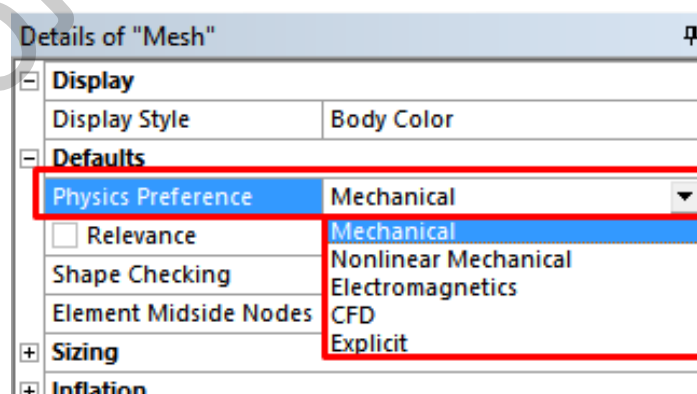 Details of "Mesh"
Display
Display Style Body Color
Defaults
Physics Preference Mechanical
Relevance Mechanical
Nonlinear Mechanical
Shape Checking
Electromagnetics
Element Midside Nodes CFD
Sizing Explicit
Inflation